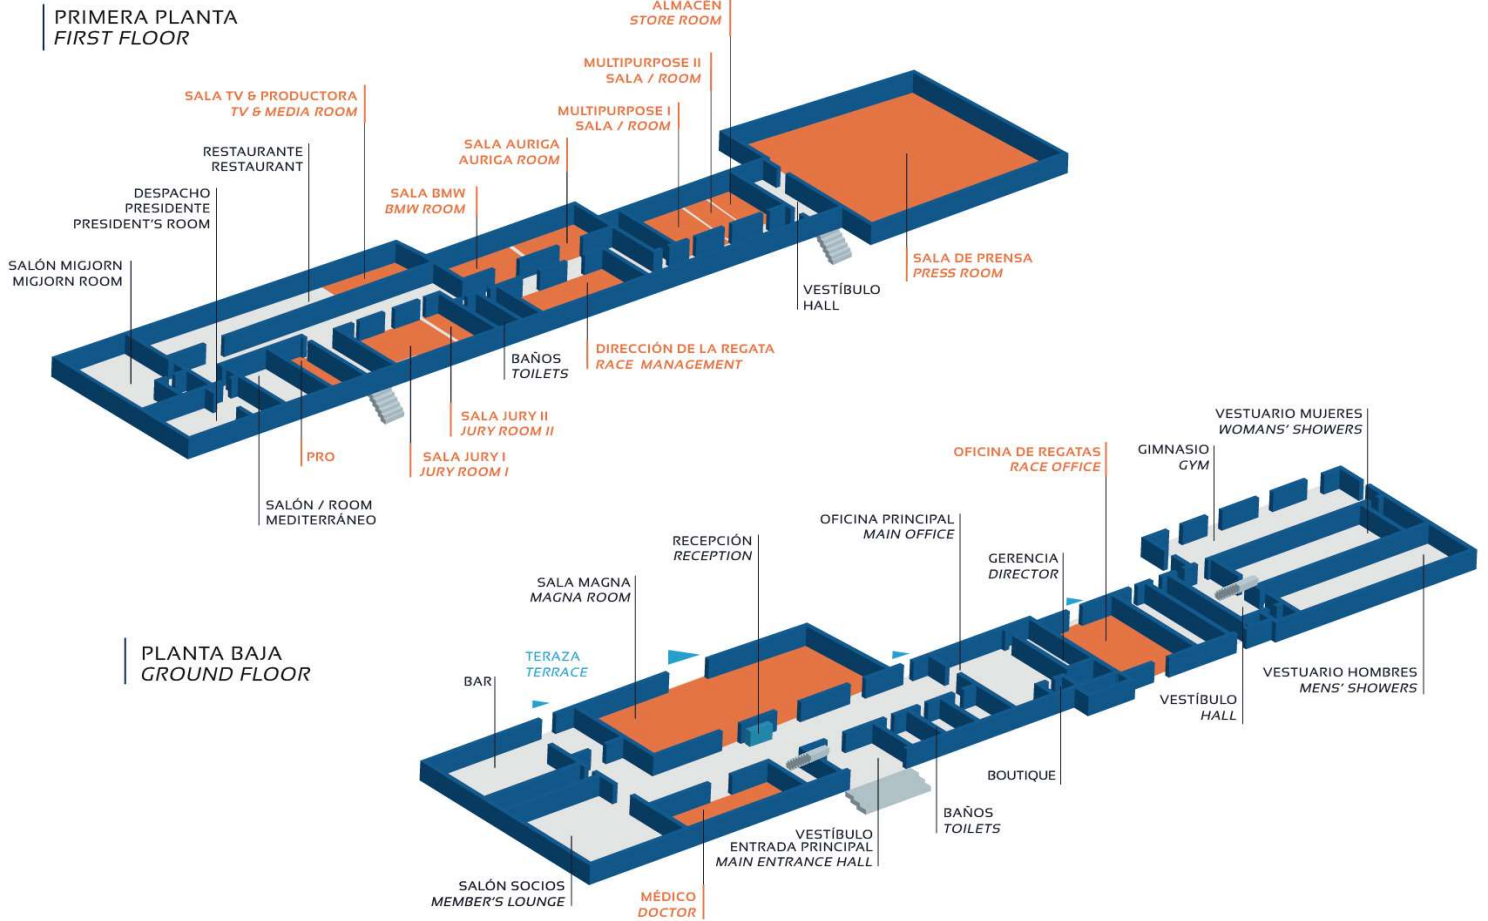 PRIMERA PLANTA
FIRST FLOOR
ALMACÉN
STORE ROOM
MULTIPURPOSE II
SALA / ROOM
SALA TV & PRODUCTORA
TV & MEDIA ROOM
MULTIPURPOSE I
SALA / ROOM
RESTAURANTE
RESTAURANT
SALA AURIGA
AURIGA ROOM
DESPACHO
PRESIDENTE
PRESIDENT'S ROOM
SALA BMW
BMW ROOM
SALÓN MIGJORN
MIGJORN ROOM
SALA DE PRENSA
PRESS ROOM
VESTÍBULO
HALL
BAÑOS
TOILETS
DIRECCIÓN DE LA REGATA
RACE MANAGEMENT
SALA JURY II
JURY ROOM II
PRO
SALA JURY I
JURY ROOM I
SALÓN / ROOM
MEDITERRÁNEO
PLANTA BAJA
GROUND FLOOR
VESTUARIO MUJERES
WOMANS' SHOWERS
OFICINA DE REGATAS
RACE OFFICE
GIMNASIO
GYM
OFICINA PRINCIPAL
MAIN OFFICE
RECEPCIÓN
RECEPTION
GERENCIA
DIRECTOR
SALA MAGNA
MAGNA ROOM
TERAZA
TERRACE
BAR
VESTUARIO HOMBRES
MENS' SHOWERS
VESTÍBULO
HALL
BOUTIQUE
BAÑOS
TOILETS
VESTÍBULO
ENTRADA PRINCIPAL
MAIN ENTRANCE HALL
SALÓN SOCIOS
MEMBER'S LOUNGE
MÉDICO
DOCTOR